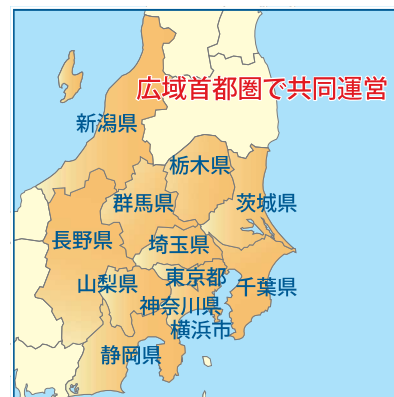 広域首都圏で共同運営
新潟県
栃木県
群馬県
茨城県
長野県
埼玉県
山梨県
東京都
千葉県
神奈川県
横浜市
静岡県